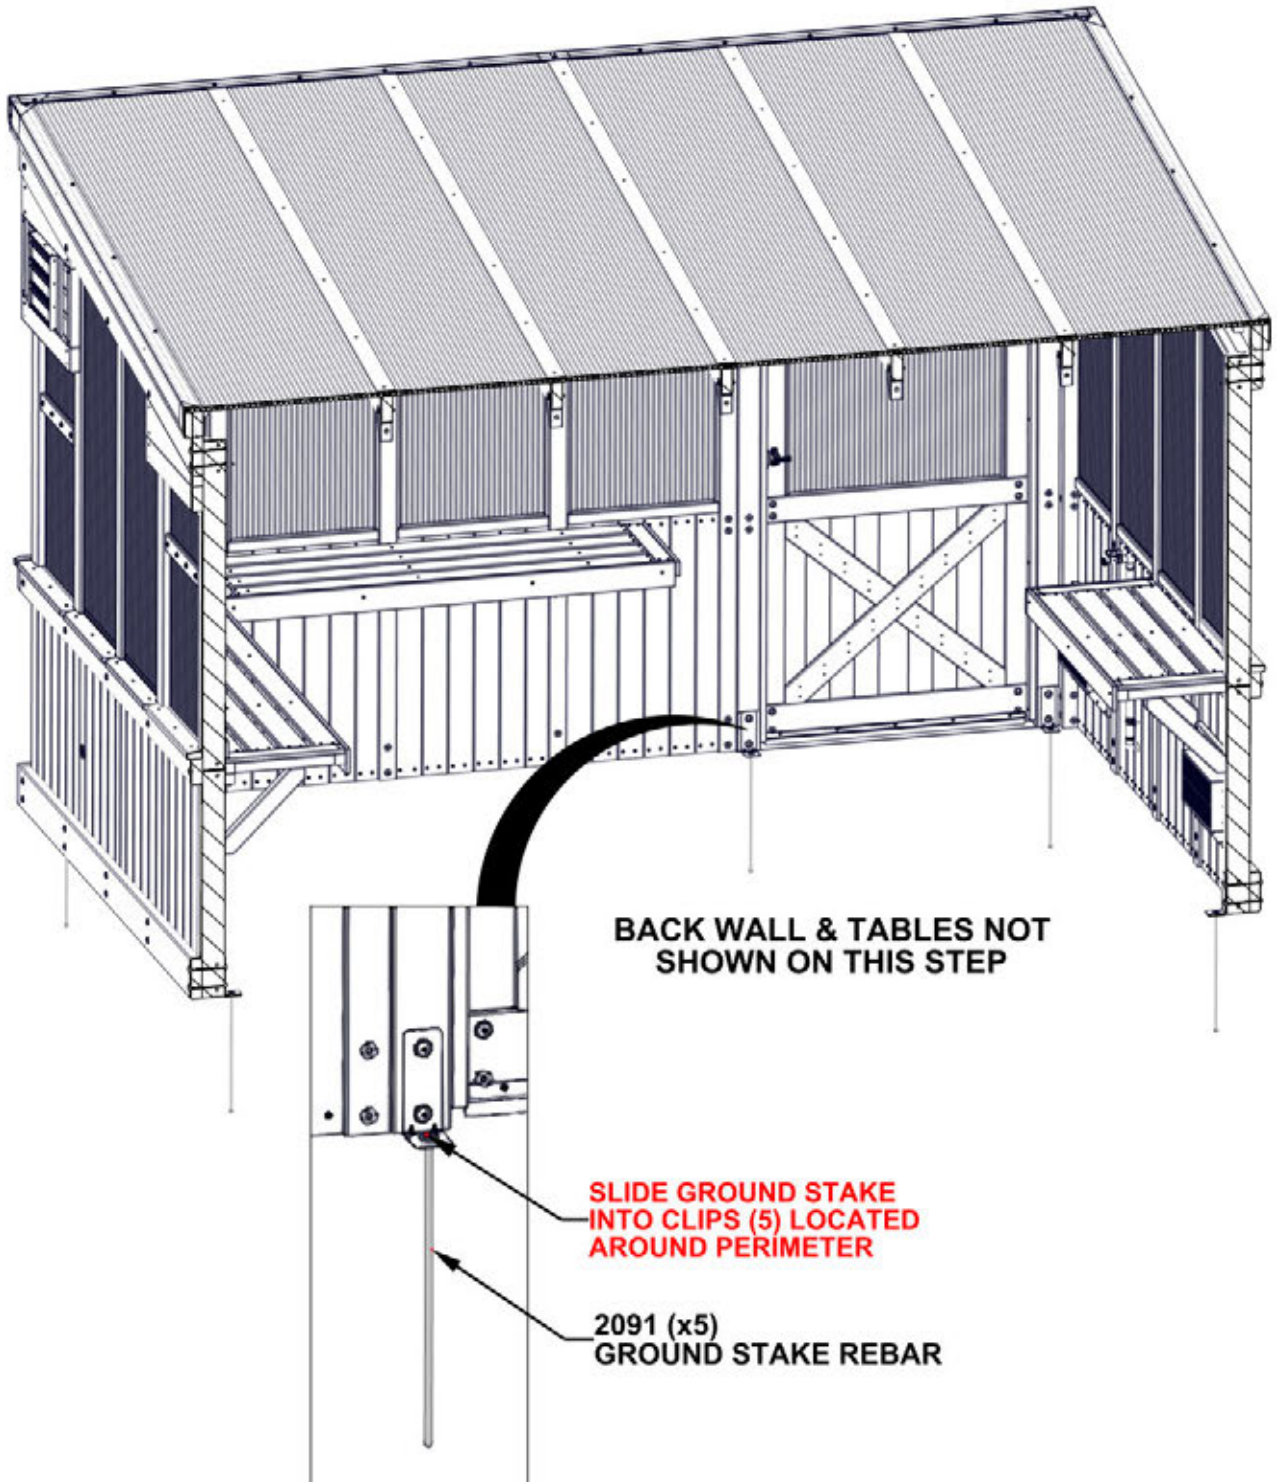 BACK WALL & TABLES NOT
SHOWN ON THIS STEP
SLIDE GROUND STAKE
INTO CLIPS (5) LOCATED
AROUND PERIMETER
2091 (x5)
GROUND STAKE REBAR